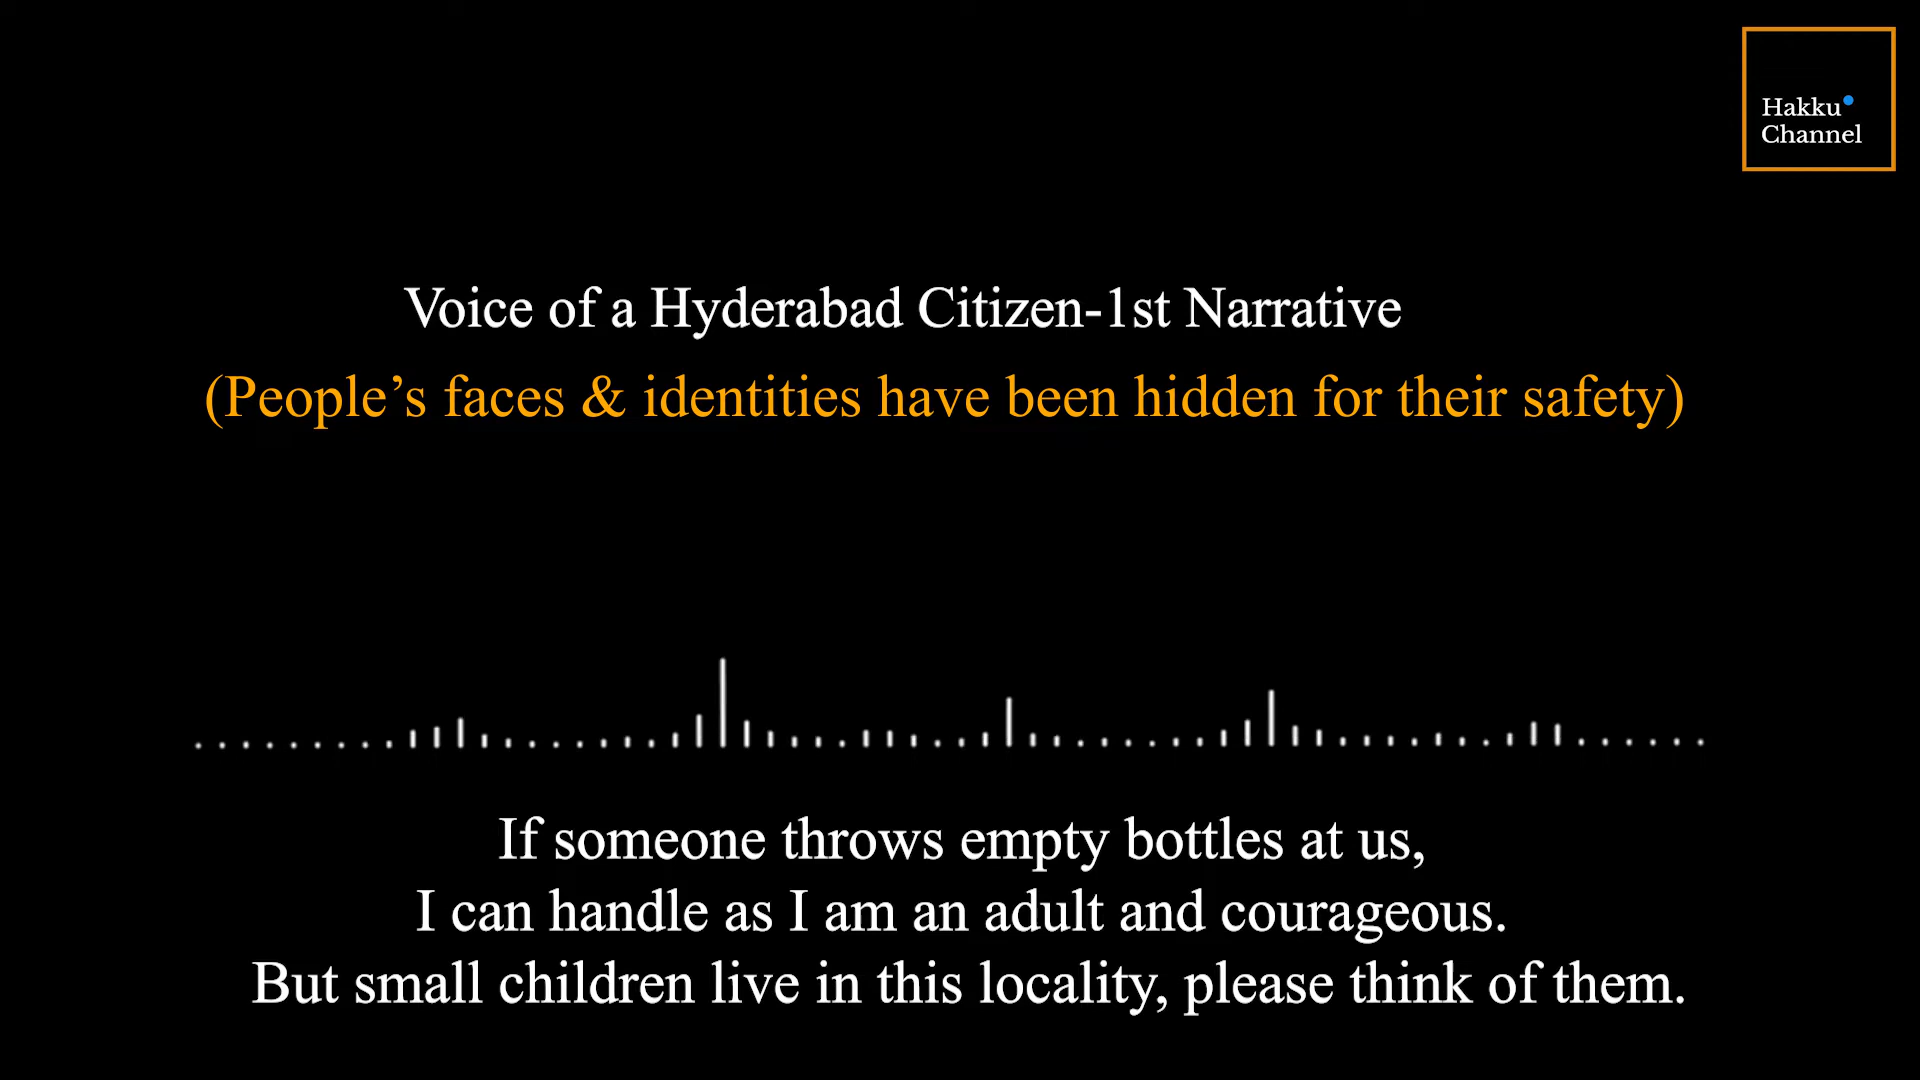 Hakku
Channel
Voice of a Hyderabad Citizen-1st Narrative
(People’s faces & identities have been hidden for their safety)
If someone throws empty bottles at us,
I can handle as I am an adult and courageous.
But small children live in this locality, please think of them.